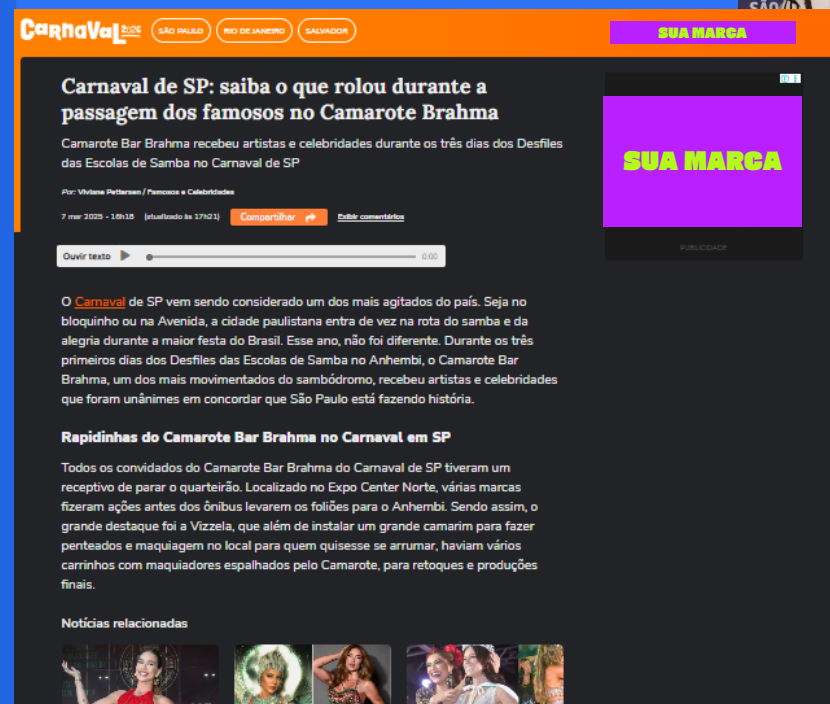 CaRnaVaL 2026
SÃO PAULO
RIO DE JANEIRO
SALVADOR
SUA MARCA
Carnaval de SP: saiba o que rolou durante a
passagem dos famosos no Camarote Brahma
Camarote Bar Brahma recebeu artistas e celebridades durante os três dias dos Desfiles
das Escolas de Samba no Carnaval de SP
Por: Viviane Pettersen / Famosos e Celebridades
7 mar 2025 - 16h18 (atualizado às 17h21) Compartilhar Exibir comentários
Ouvir texto 0:00
SUA MARCA
PUBLICIDADE
O Carnaval de SP vem sendo considerado um dos mais agitados do país. Seja no
bloquinho ou na Avenida, a cidade paulistana entra de vez na rota do samba e da
alegria durante a maior festa do Brasil. Esse ano, não foi diferente. Durante os três
primeiros dias dos Desfiles das Escolas de Samba no Anhembi, o Camarote Bar
Brahma, um dos mais movimentados do sambódromo, recebeu artistas e celebridades
que foram unânimes em concordar que São Paulo está fazendo história.
Rapidinhas do Camarote Bar Brahma no Carnaval em SP
Todos os convidados do Camarote Bar Brahma do Carnaval de SP tiveram um
receptivo de parar o quarteirão. Localizado no Expo Center Norte, várias marcas
fizeram ações antes dos ônibus levarem os foliões para o Anhembi. Sendo assim, o
grande destaque foi a Vizzela, que além de instalar um grande camarim para fazer
penteados e maquiagem no local para quem quisesse se arrumar, haviam vários
carrinhos com maquiadores espalhados pelo Camarote, para retoques e produções
finais.
Notícias relacionadas